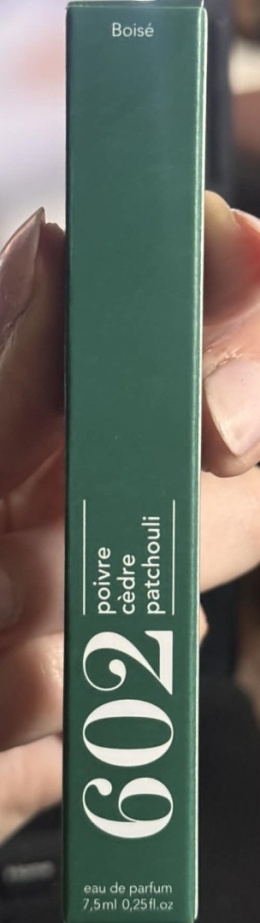 Boisé
602
poivre
cèdre
patchouli
eau de parfum
7,5ml 0,25fl.oz